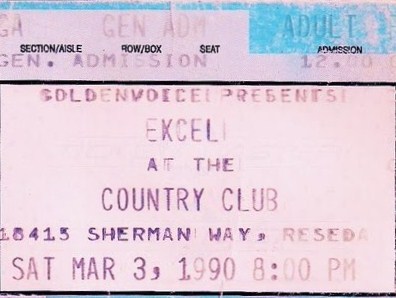 GA GEN ADM ADULT
SECTION/AISLE ROW/BOX SEAT ADMISSION
GEN. ADMISSION 12.00
GOLDENVOICE PRESENTS!
EXCEL
AT THE
COUNTRY CLUB
18415 SHERMAN WAY, RESEDA
SAT MAR 3, 1990 8:00 PM